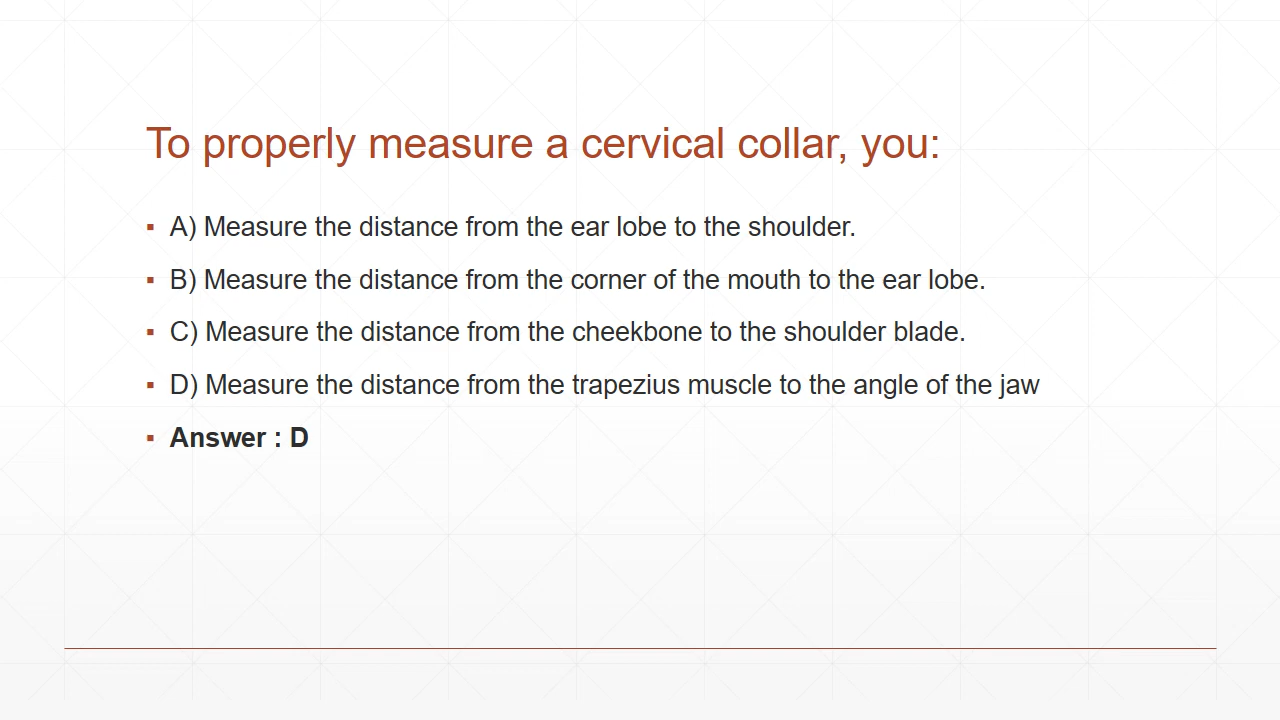 To properly measure a cervical collar, you:
▪ A) Measure the distance from the ear lobe to the shoulder.
▪ B) Measure the distance from the corner of the mouth to the ear lobe.
▪ C) Measure the distance from the cheekbone to the shoulder blade.
▪ D) Measure the distance from the trapezius muscle to the angle of the jaw
▪ Answer : D